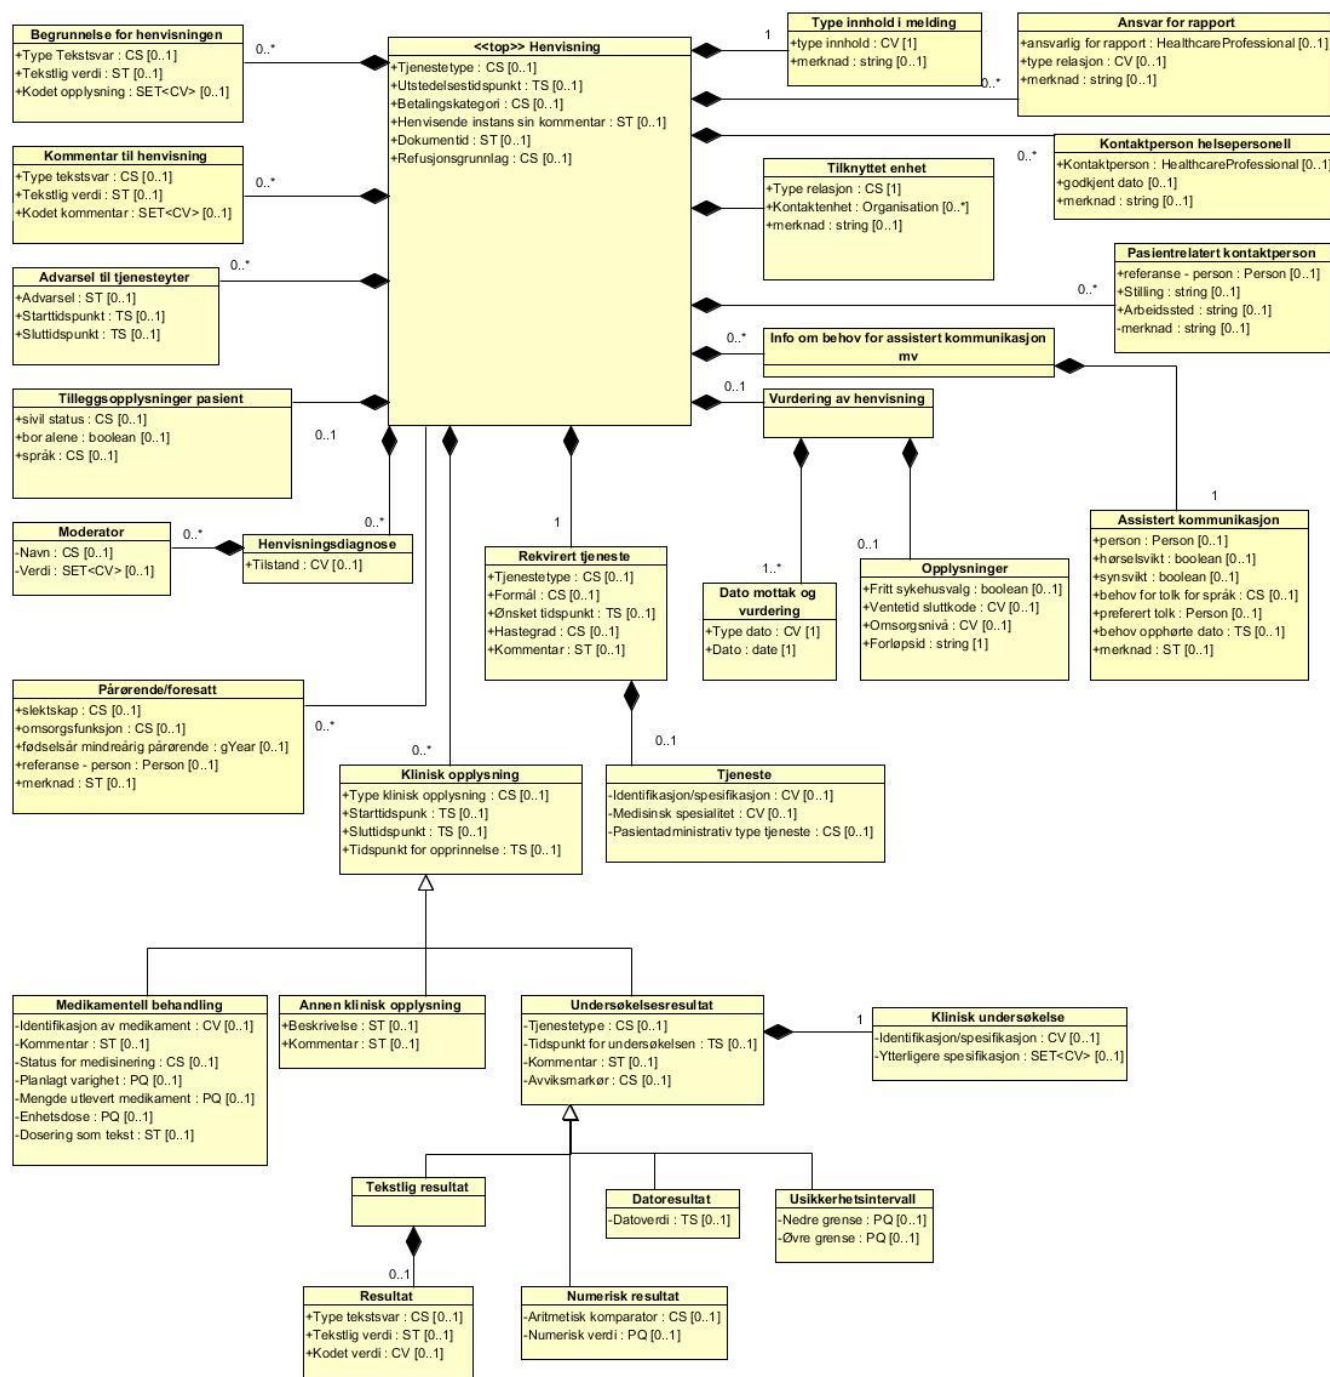 Begrunnelse for henvisningen
+Type Tekstsvar : CS [0..1]
+Tekstlig verdi : ST [0..1]
+Kodet opplysning : SET<CV> [0..1]
0..*
<<top>> Henvisning
+Tjenestetype : CS [0..1]
+Utstedelsestidspunkt : TS [0..1]
+Betalingskategori : CS [0..1]
+Henvisende instans sin kommentar : ST [0..1]
+Dokumentid : ST [0..1]
+Refusjonsgrunnlag : CS [0..1]
1
Type innhold i melding
+type innhold : CV [1]
+merknad : string [0..1]
Ansvar for rapport
+ansvarlig for rapport : HealthcareProfessional [0..1]
+type relasjon : CV [0..1]
+merknad : string [0..1]
0..*
Kommentar til henvisning
+Type tekstsvar : CS [0..1]
+Tekstlig verdi : ST [0..1]
+Kodet kommentar : SET<CV> [0..1]
0..*
Tilknyttet enhet
+Type relasjon : CS [1]
+Kontaktenhet : Organisation [0..*]
+merknad : string [0..1]
0..*
Kontaktperson helsepersonell
+Kontaktperson : HealthcareProfessional [0..1]
+godkjent dato [0..1]
+merknad : string [0..1]
Advarsel til tjenesteyter
+Advarsel : ST [0..1]
+Starttidspunkt : TS [0..1]
+Sluttidspunkt : TS [0..1]
0..*
Pasientrelatert kontaktperson
+referanse - person : Person [0..1]
+Stilling : string [0..1]
+Arbeidssted : string [0..1]
-merknad : string [0..1]
0..*
0..*
Info om behov for assistert kommunikasjon
mv
0..1
Vurdering av henvisning
Tilleggsopplysninger pasient
+sivil status : CS [0..1]
+bor alene : boolean [0..1]
+språk : CS [0..1]
0..1
Moderator
-Navn : CS [0..1]
-Verdi : SET<CV> [0..1]
0..*
0..*
Henvisningsdiagnose
+Tilstand : CV [0..1]
1
Rekvirert tjeneste
+Tjenestetype : CS [0..1]
+Formål : CS [0..1]
+Ønsket tidspunkt : TS [0..1]
+Hastegrad : CS [0..1]
+Kommentar : ST [0..1]
1..*
Dato mottak og
vurdering
+Type dato : CV [1]
+Dato : date [1]
0..1
Opplysninger
+Fritt sykehusvalg : boolean [0..1]
+Ventetid sluttkode : CV [0..1]
+Omsorgsnivå : CV [0..1]
+Forløpsid : string [1]
1
Assistert kommunikasjon
+person : Person [0..1]
+hørselsvikt : boolean [0..1]
+synsvikt : boolean [0..1]
+behov for tolk for språk : CS [0..1]
+preferert tolk : Person [0..1]
+behov opphørte dato : TS [0..1]
+merknad : ST [0..1]
Pårørende/foresatt
+slektskap : CS [0..1]
+omsorgsfunksjon : CS [0..1]
+fødselsår mindreårig pårørende : gYear [0..1]
+referanse - person : Person [0..1]
+merknad : ST [0..1]
0..*
0..*
Klinisk opplysning
+Type klinisk opplysning : CS [0..1]
+Starttidspunk : TS [0..1]
+Sluttidspunkt : TS [0..1]
+Tidspunkt for opprinnelse : TS [0..1]
0..1
Tjeneste
-Identifikasjon/spesifikasjon : CV [0..1]
-Medisinsk spesialitet : CV [0..1]
-Pasientadministrativ type tjeneste : CS [0..1]
Medikamentell behandling
-Identifikasjon av medikament : CV [0..1]
-Kommentar : ST [0..1]
-Status for medisinering : CS [0..1]
-Planlagt varighet : PQ [0..1]
-Mengde utlevert medikament : PQ [0..1]
-Enhetsdose : PQ [0..1]
-Dosering som tekst : ST [0..1]
Annen klinisk opplysning
+Beskrivelse : ST [0..1]
+Kommentar : ST [0..1]
Undersøkelsesresultat
-Tjenestetype : CS [0..1]
-Tidspunkt for undersøkelsen : TS [0..1]
-Kommentar : ST [0..1]
-Avviksmarkør : CS [0..1]
1
Klinisk undersøkelse
-Identifikasjon/spesifikasjon : CV [0..1]
-Ytterligere spesifikasjon : SET<CV> [0..1]
Tekstlig resultat
Datoresultat
-Datoverdi : TS [0..1]
Usikkerhetsintervall
-Nedre grense : PQ [0..1]
-Øvre grense : PQ [0..1]
0..1
Resultat
+Type tekstsvar : CS [0..1]
+Tekstlig verdi : ST [0..1]
+Kodet verdi : CV [0..1]
Numerisk resultat
-Aritmetisk komparator : CS [0..1]
-Numerisk verdi : PQ [0..1]